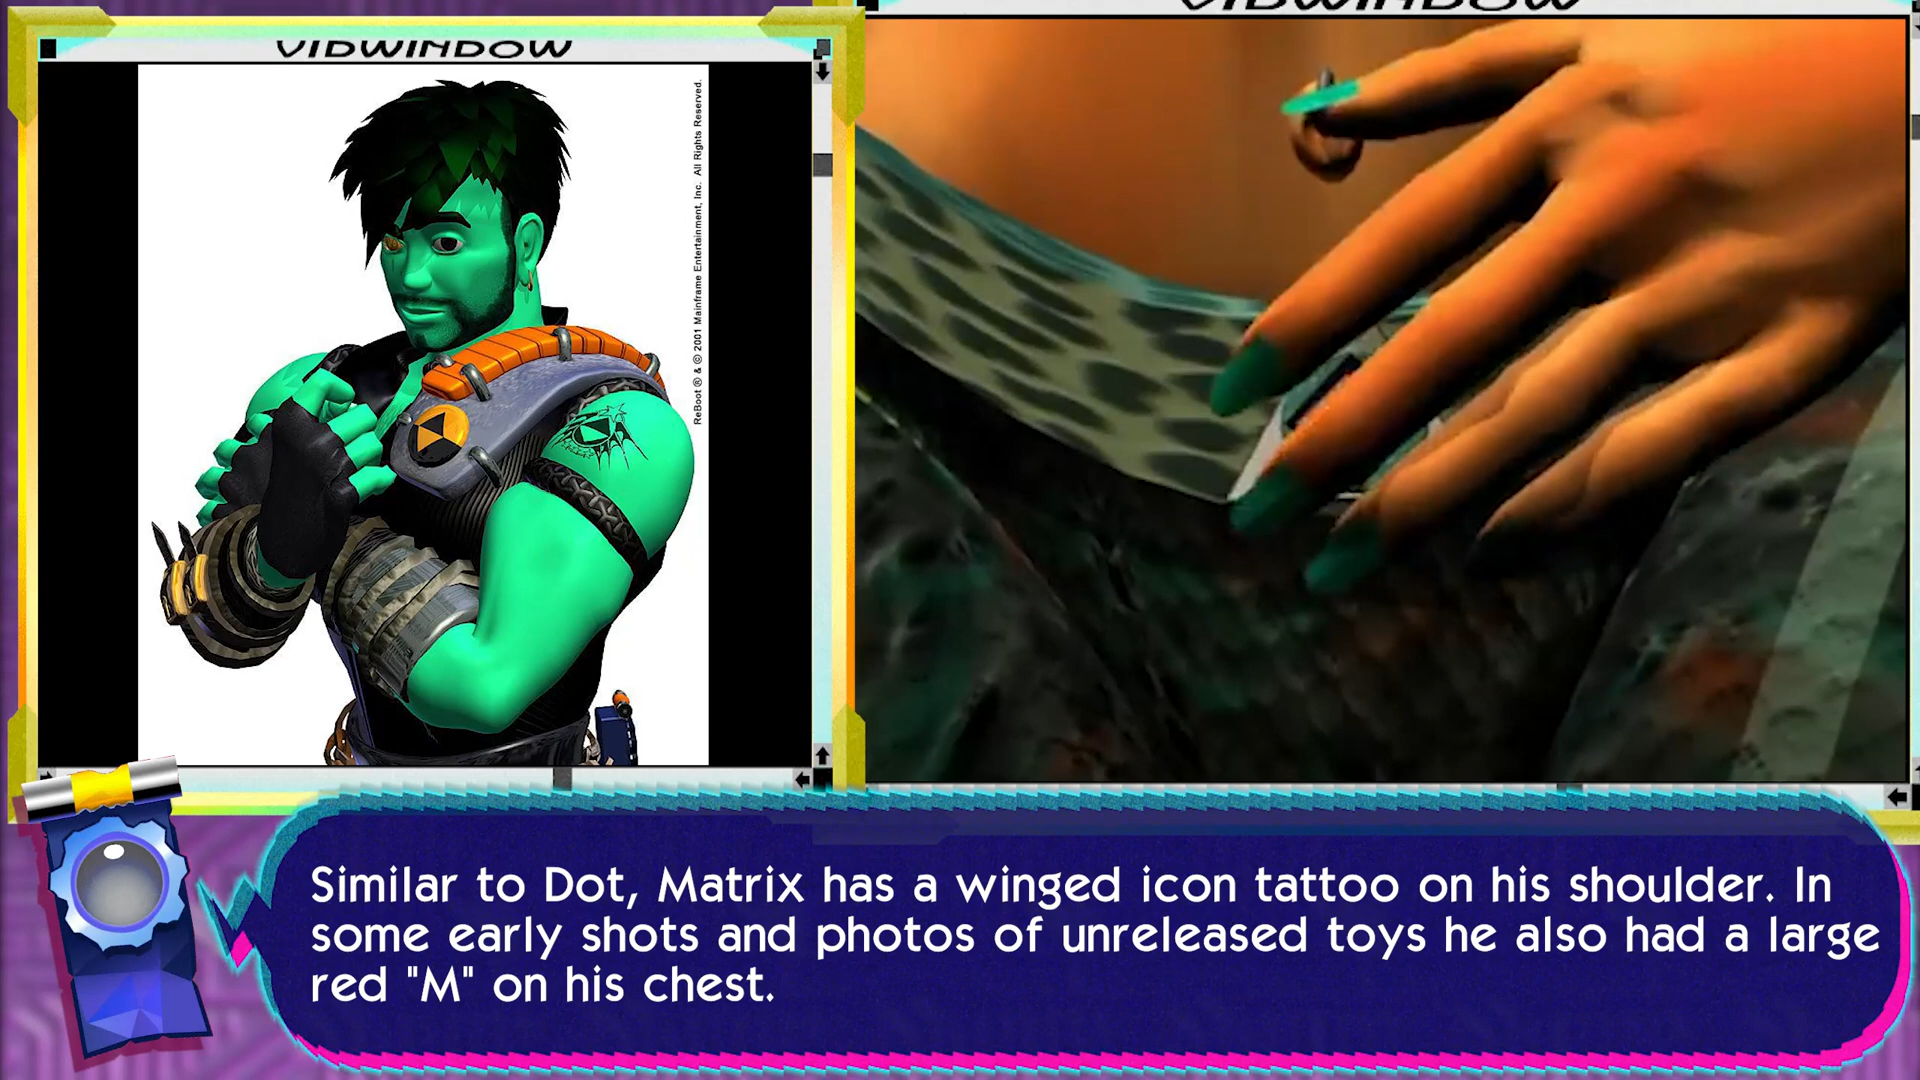 VIDWINDOW
VIDWINDOW
ReBoot ® & © 2001 Mainframe Entertainment, Inc. All Rights Reserved.
Similar to Dot, Matrix has a winged icon tattoo on his shoulder. In
some early shots and photos of unreleased toys he also had a large
red "M" on his chest.